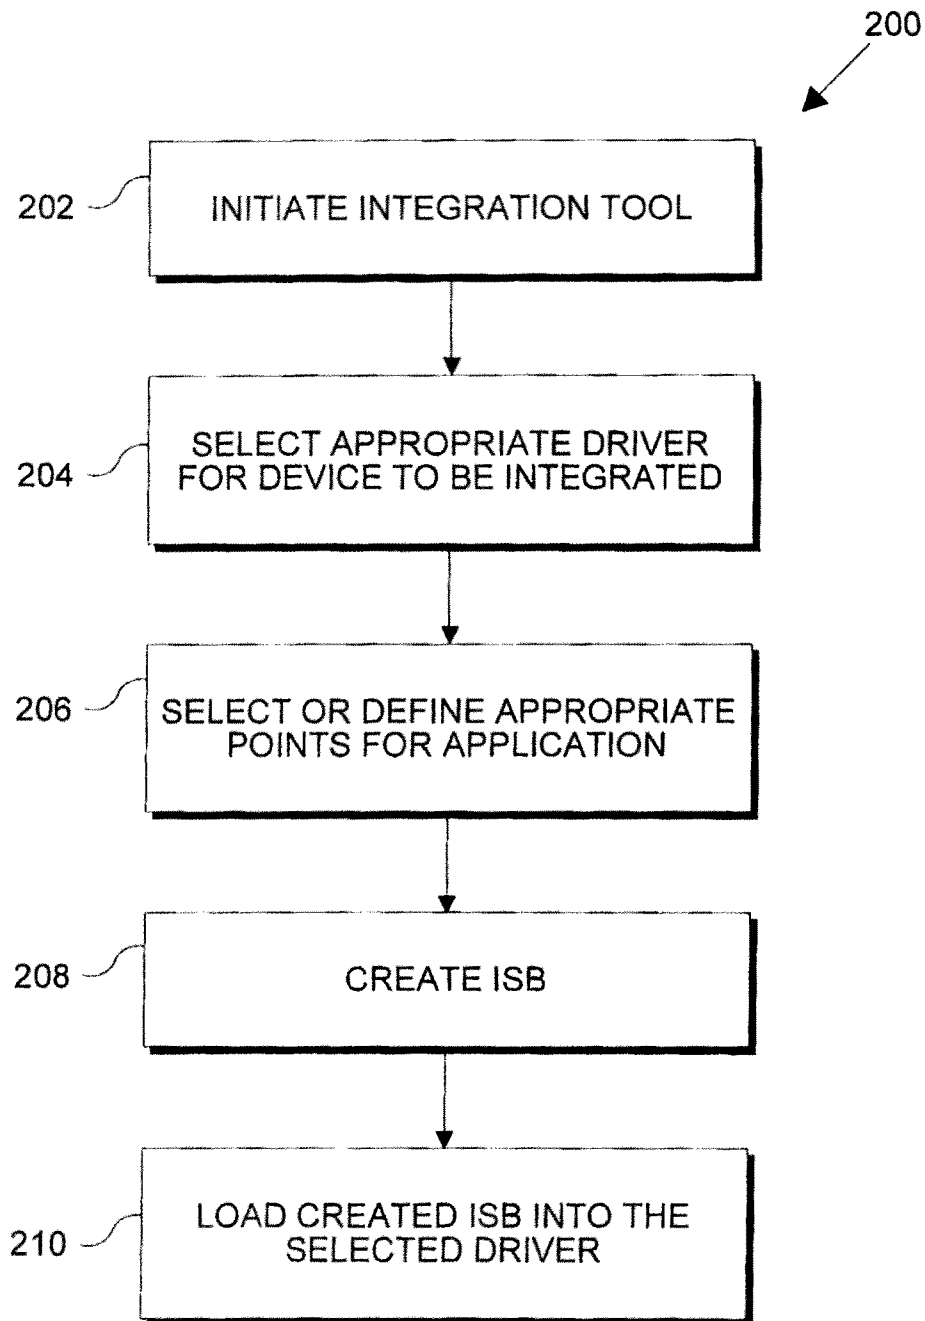 200
202
INITIATE INTEGRATION TOOL
204
SELECT APPROPRIATE DRIVER
FOR DEVICE TO BE INTEGRATED
206
SELECT OR DEFINE APPROPRIATE
POINTS FOR APPLICATION
208
CREATE ISB
210
LOAD CREATED ISB INTO THE
SELECTED DRIVER